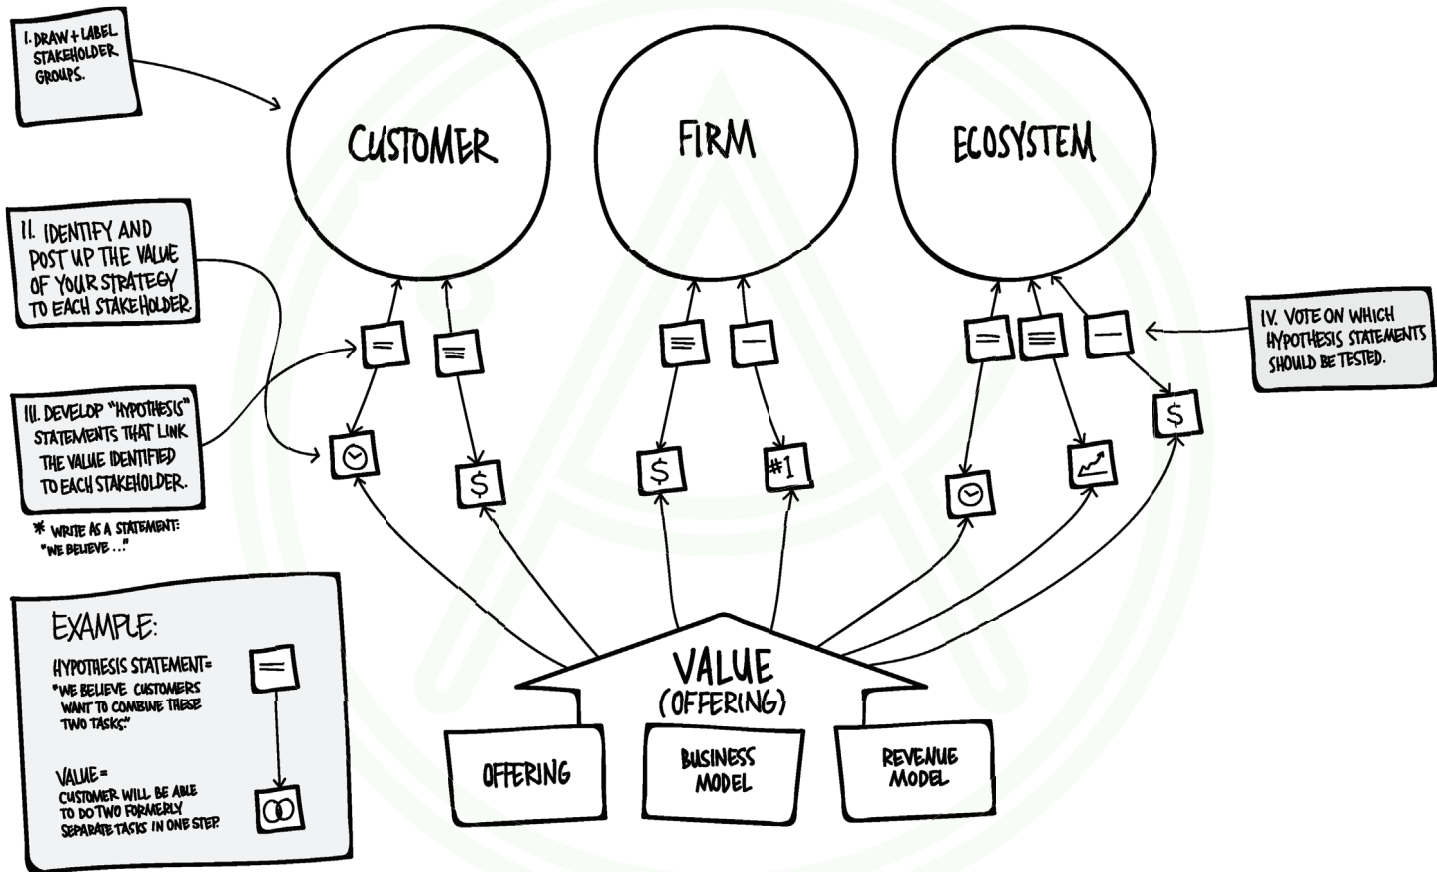 I. DRAW + LABEL
STAKEHOLDER
GROUPS.
CUSTOMER
FIRM
ECOSYSTEM
II. IDENTIFY AND
POST UP THE VALUE
OF YOUR STRATEGY
TO EACH STAKEHOLDER.
III. DEVELOP "HYPOTHESIS"
STATEMENTS THAT LINK
THE VALUE IDENTIFIED
TO EACH STAKEHOLDER.
* WRITE AS A STATEMENT:
"WE BELIEVE ..."
IV. VOTE ON WHICH
HYPOTHESIS STATEMENTS
SHOULD BE TESTED.
$
$
#1
$
EXAMPLE:
HYPOTHESIS STATEMENT=
"WE BELIEVE CUSTOMERS
WANT TO COMBINE THESE
TWO TASKS."
VALUE=
CUSTOMER WILL BE ABLE
TO DO TWO FORMERLY
SEPARATE TASKS IN ONE STEP.
VALUE
(OFFERING)
OFFERING
BUSINESS
MODEL
REVENUE
MODEL